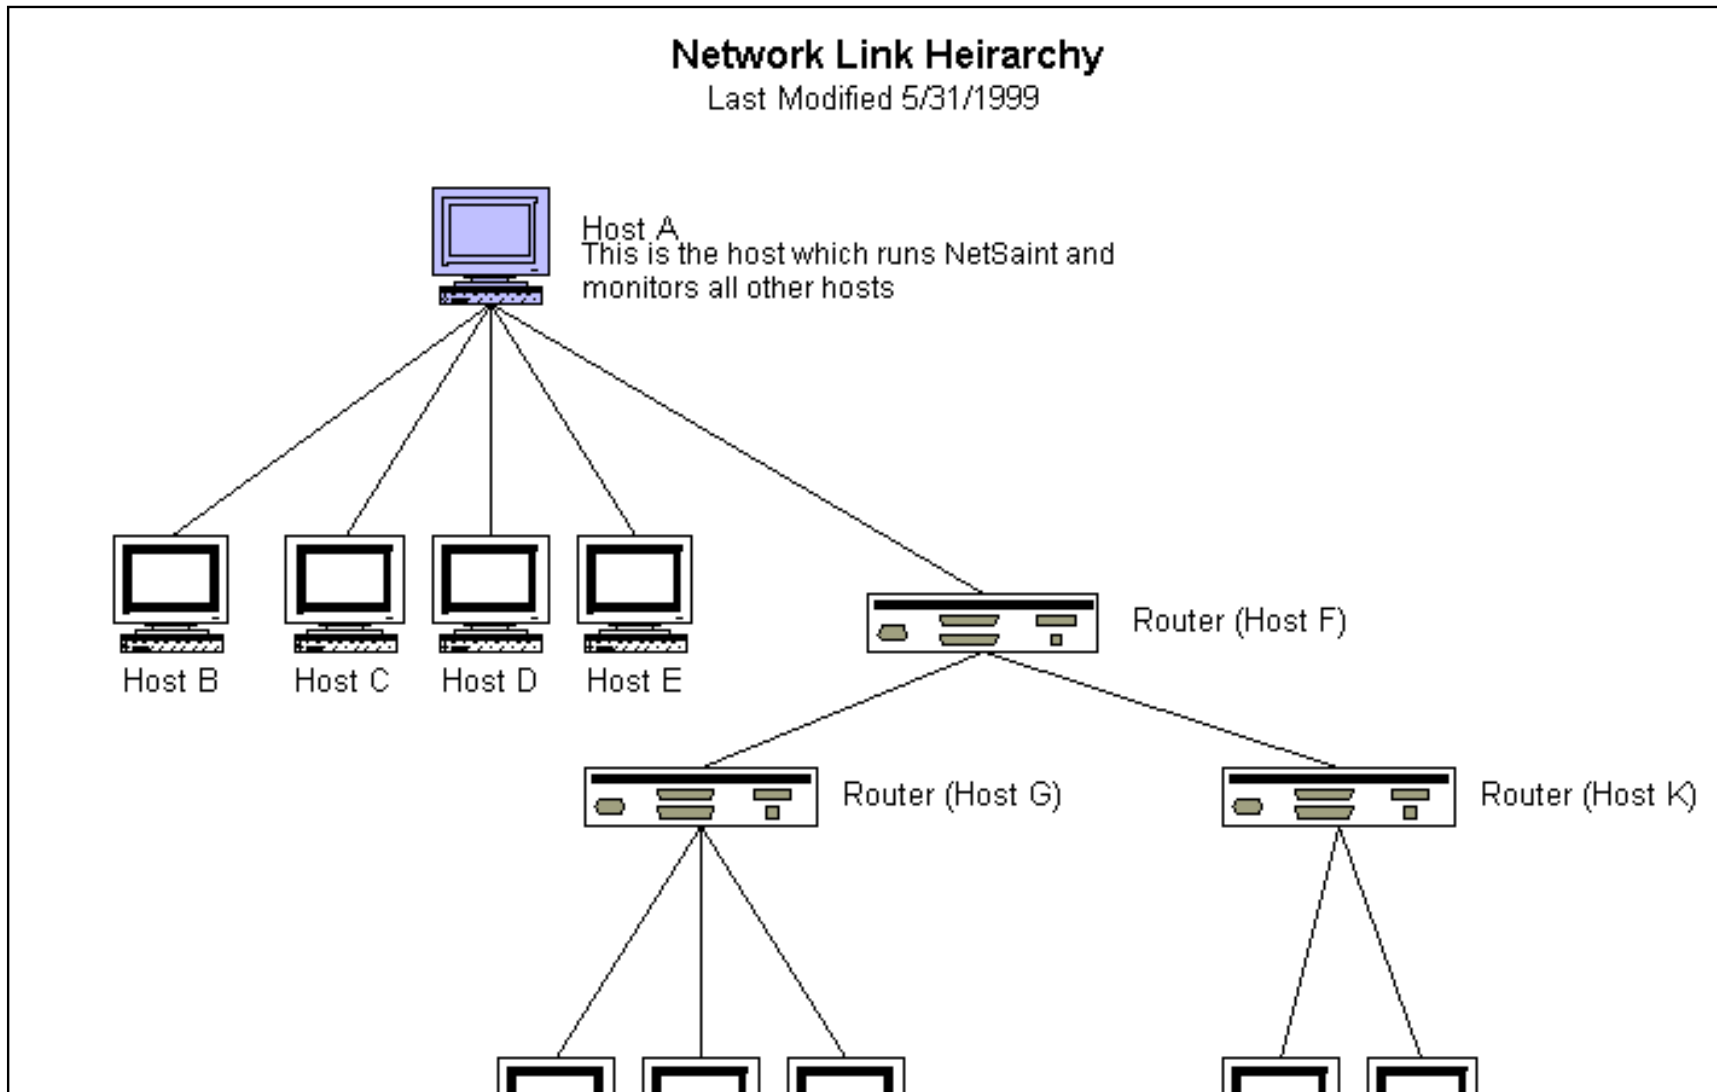 Network Link Heirarchy
Last Modified 5/31/1999
Host A
This is the host which runs NetSaint and
monitors all other hosts
Host B
Host C
Host D
Host E
Router (Host F)
Router (Host G)
Router (Host K)